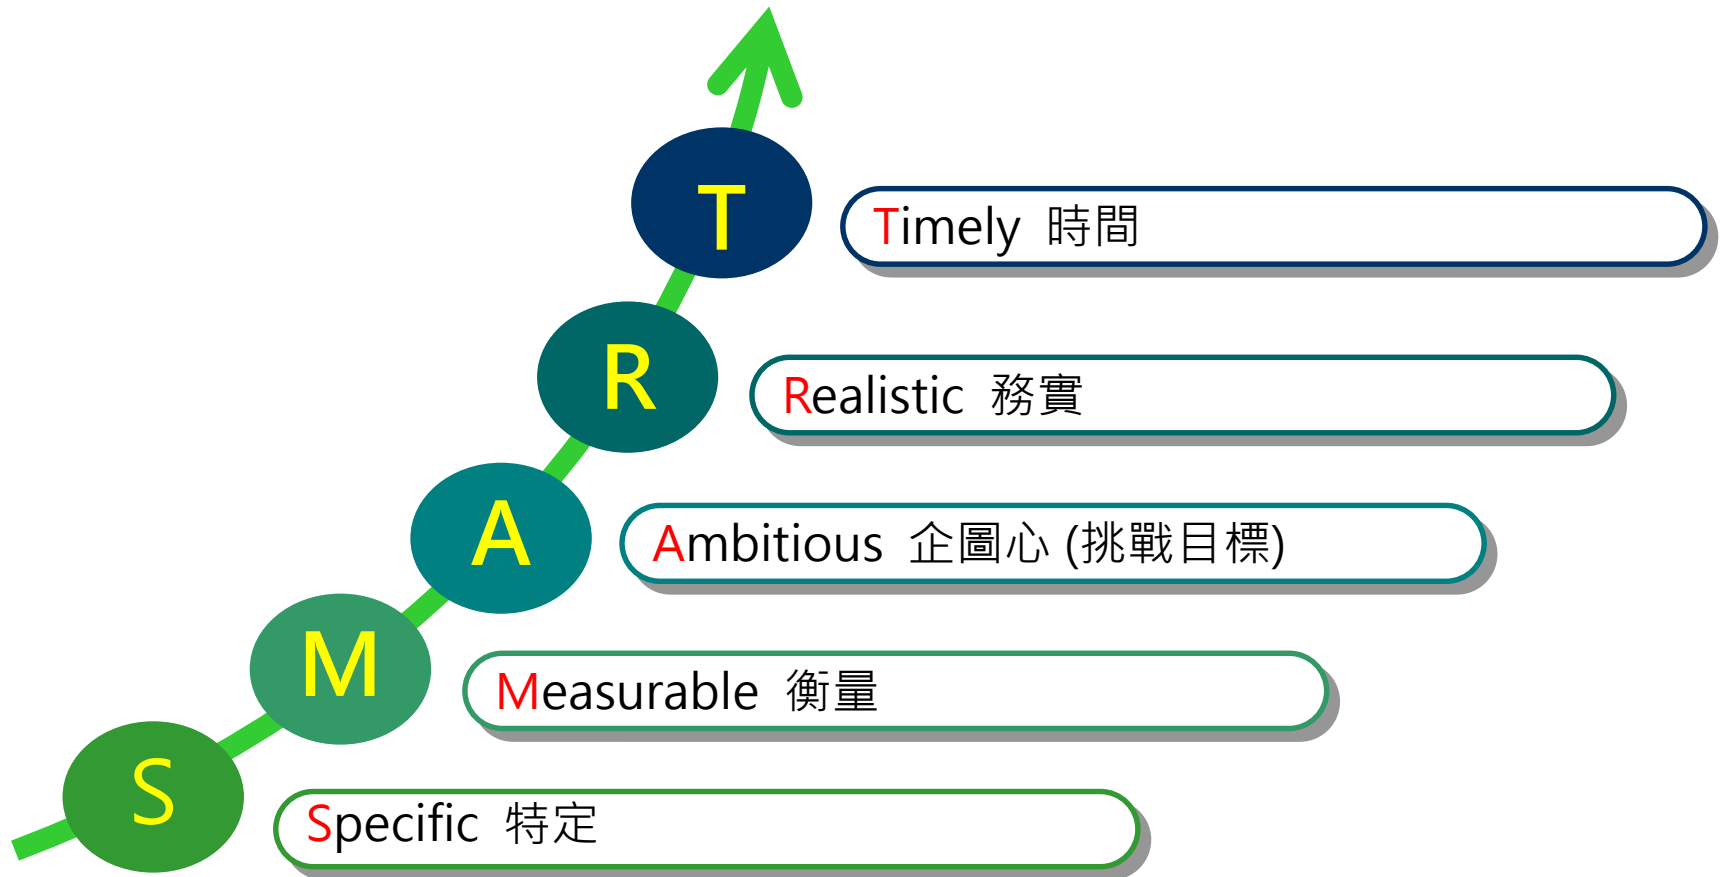 T
Timely 時間
R
Realistic 務實
A
Ambitious 企圖心 (挑戰目標)
M
Measurable 衡量
S
Specific 特定